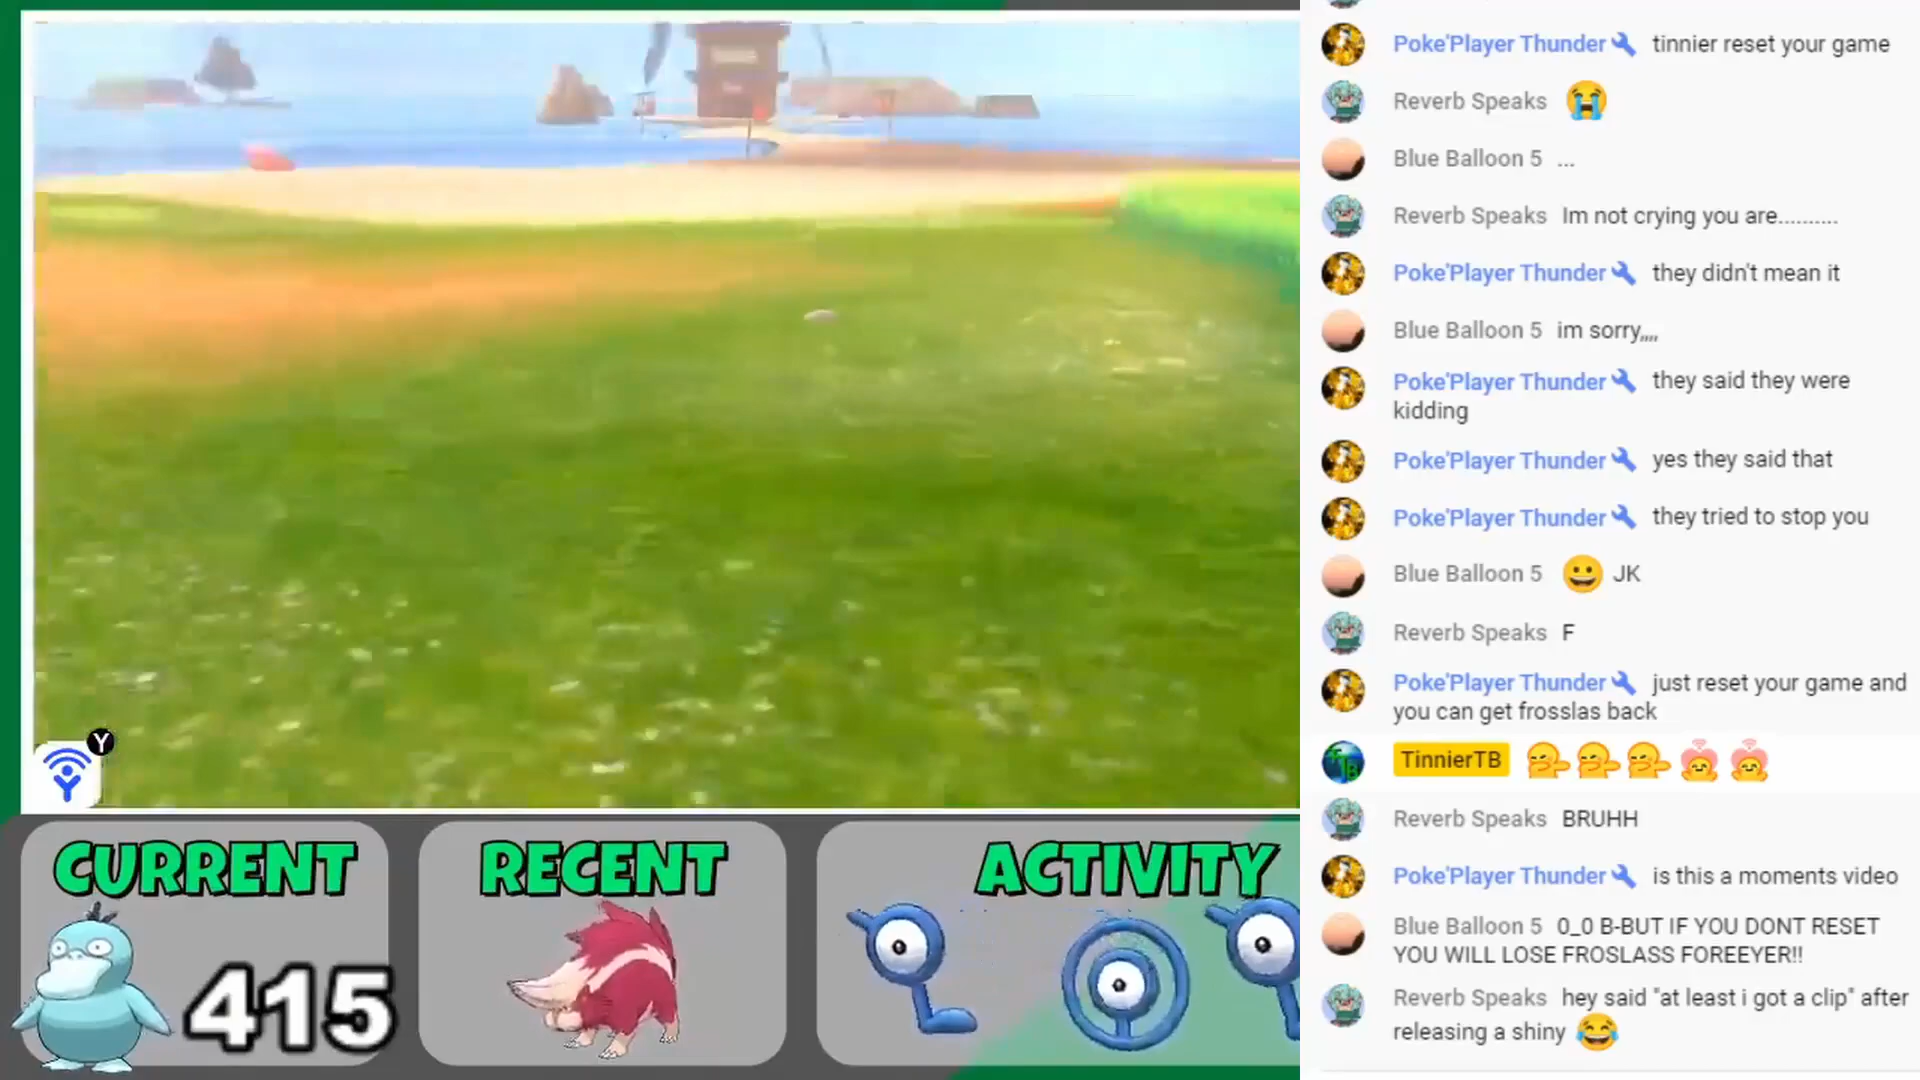 Poke'Player Thunder tinnier reset your game
Reverb Speaks 😭
Blue Balloon 5 ...
Reverb Speaks Im not crying you are..........
Poke'Player Thunder they didn't mean it
Blue Balloon 5 im sorry,,,,
Poke'Player Thunder they said they were
kidding
Poke'Player Thunder yes they said that
Poke'Player Thunder they tried to stop you
Blue Balloon 5 😀 JK
Reverb Speaks F
Poke'Player Thunder just reset your game and
you can get frosslas back
TinnierTB
Reverb Speaks BRUHH
Poke'Player Thunder is this a moments video
Blue Balloon 5 0_0 B-BUT IF YOU DONT RESET
YOU WILL LOSE FROSLASS FOREEYER!!
Reverb Speaks hey said "at least i got a clip" after
releasing a shiny 😂
Y
CURRENT
RECENT
ACTIVITY
415